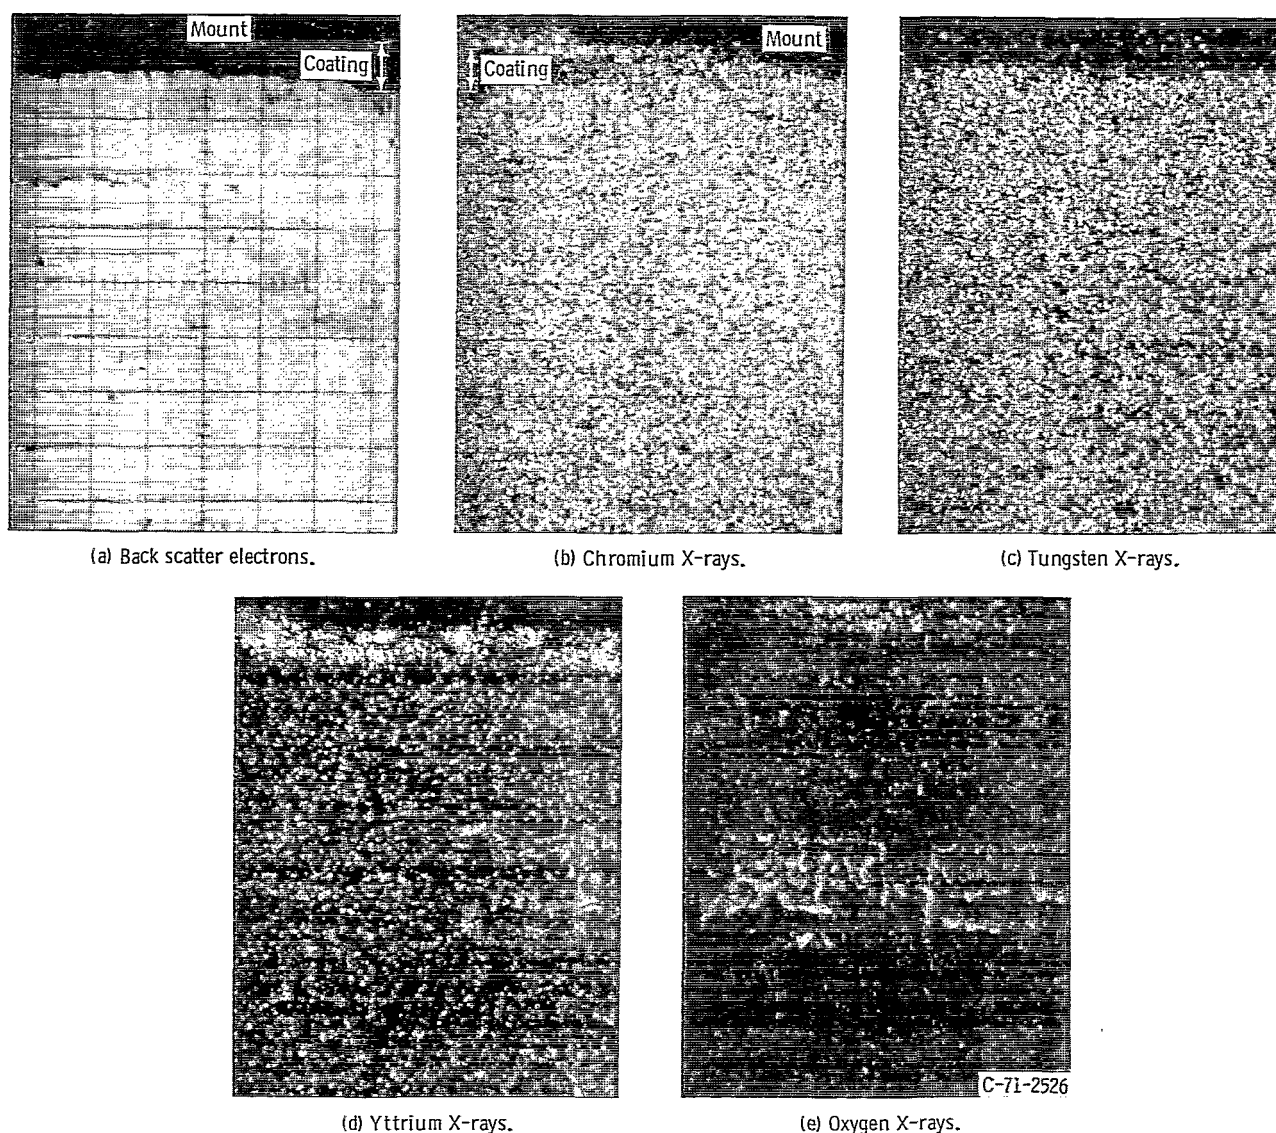 Mount
Coating
Mount
Coating
(a) Back scatter electrons.
(b) Chromium X-rays.
(c) Tungsten X-rays.
C-71-2526
(d) Yttrium X-rays.
(e) Oxygen X-rays.